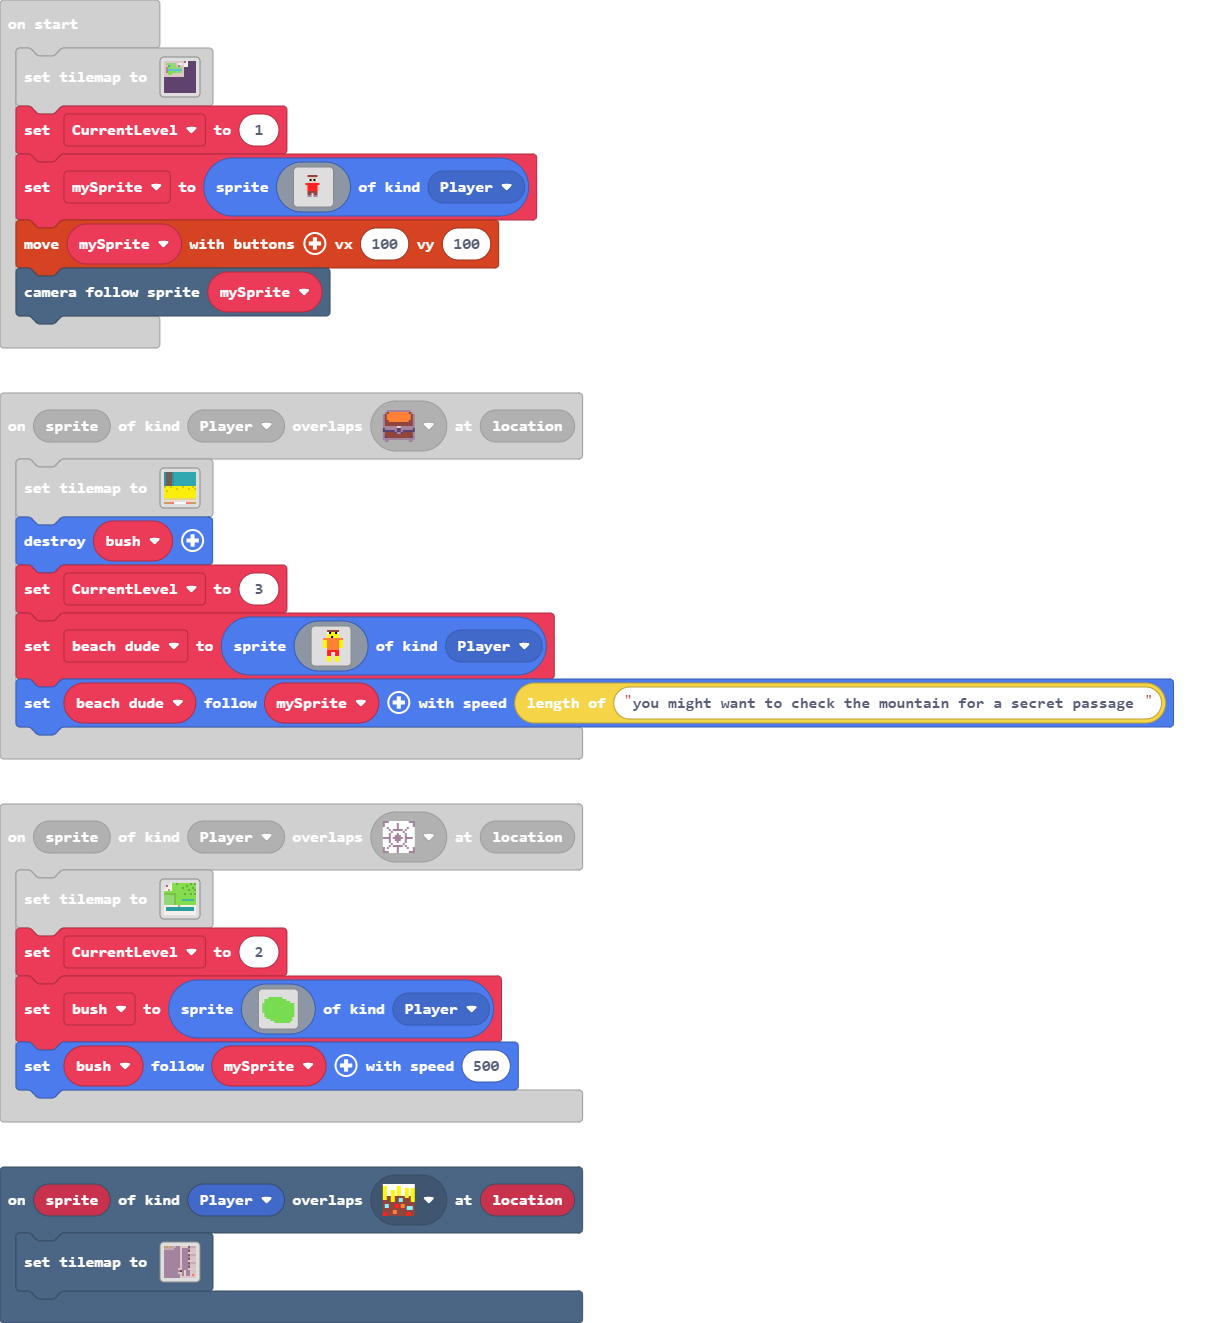 on start
set tilemap to
set CurrentLevel to 1
set mySprite to sprite of kind Player
move mySprite with buttons vx 100 vy 100
camera follow sprite mySprite
on sprite of kind Player overlaps at location
set tilemap to
destroy bush
set CurrentLevel to 3
set beach dude to sprite of kind Player
set beach dude follow mySprite with speed length of "you might want to check the mountain for a secret passage "
on sprite of kind Player overlaps at location
set tilemap to
set CurrentLevel to 2
set bush to sprite of kind Player
set bush follow mySprite with speed 500
on sprite of kind Player overlaps at location
set tilemap to